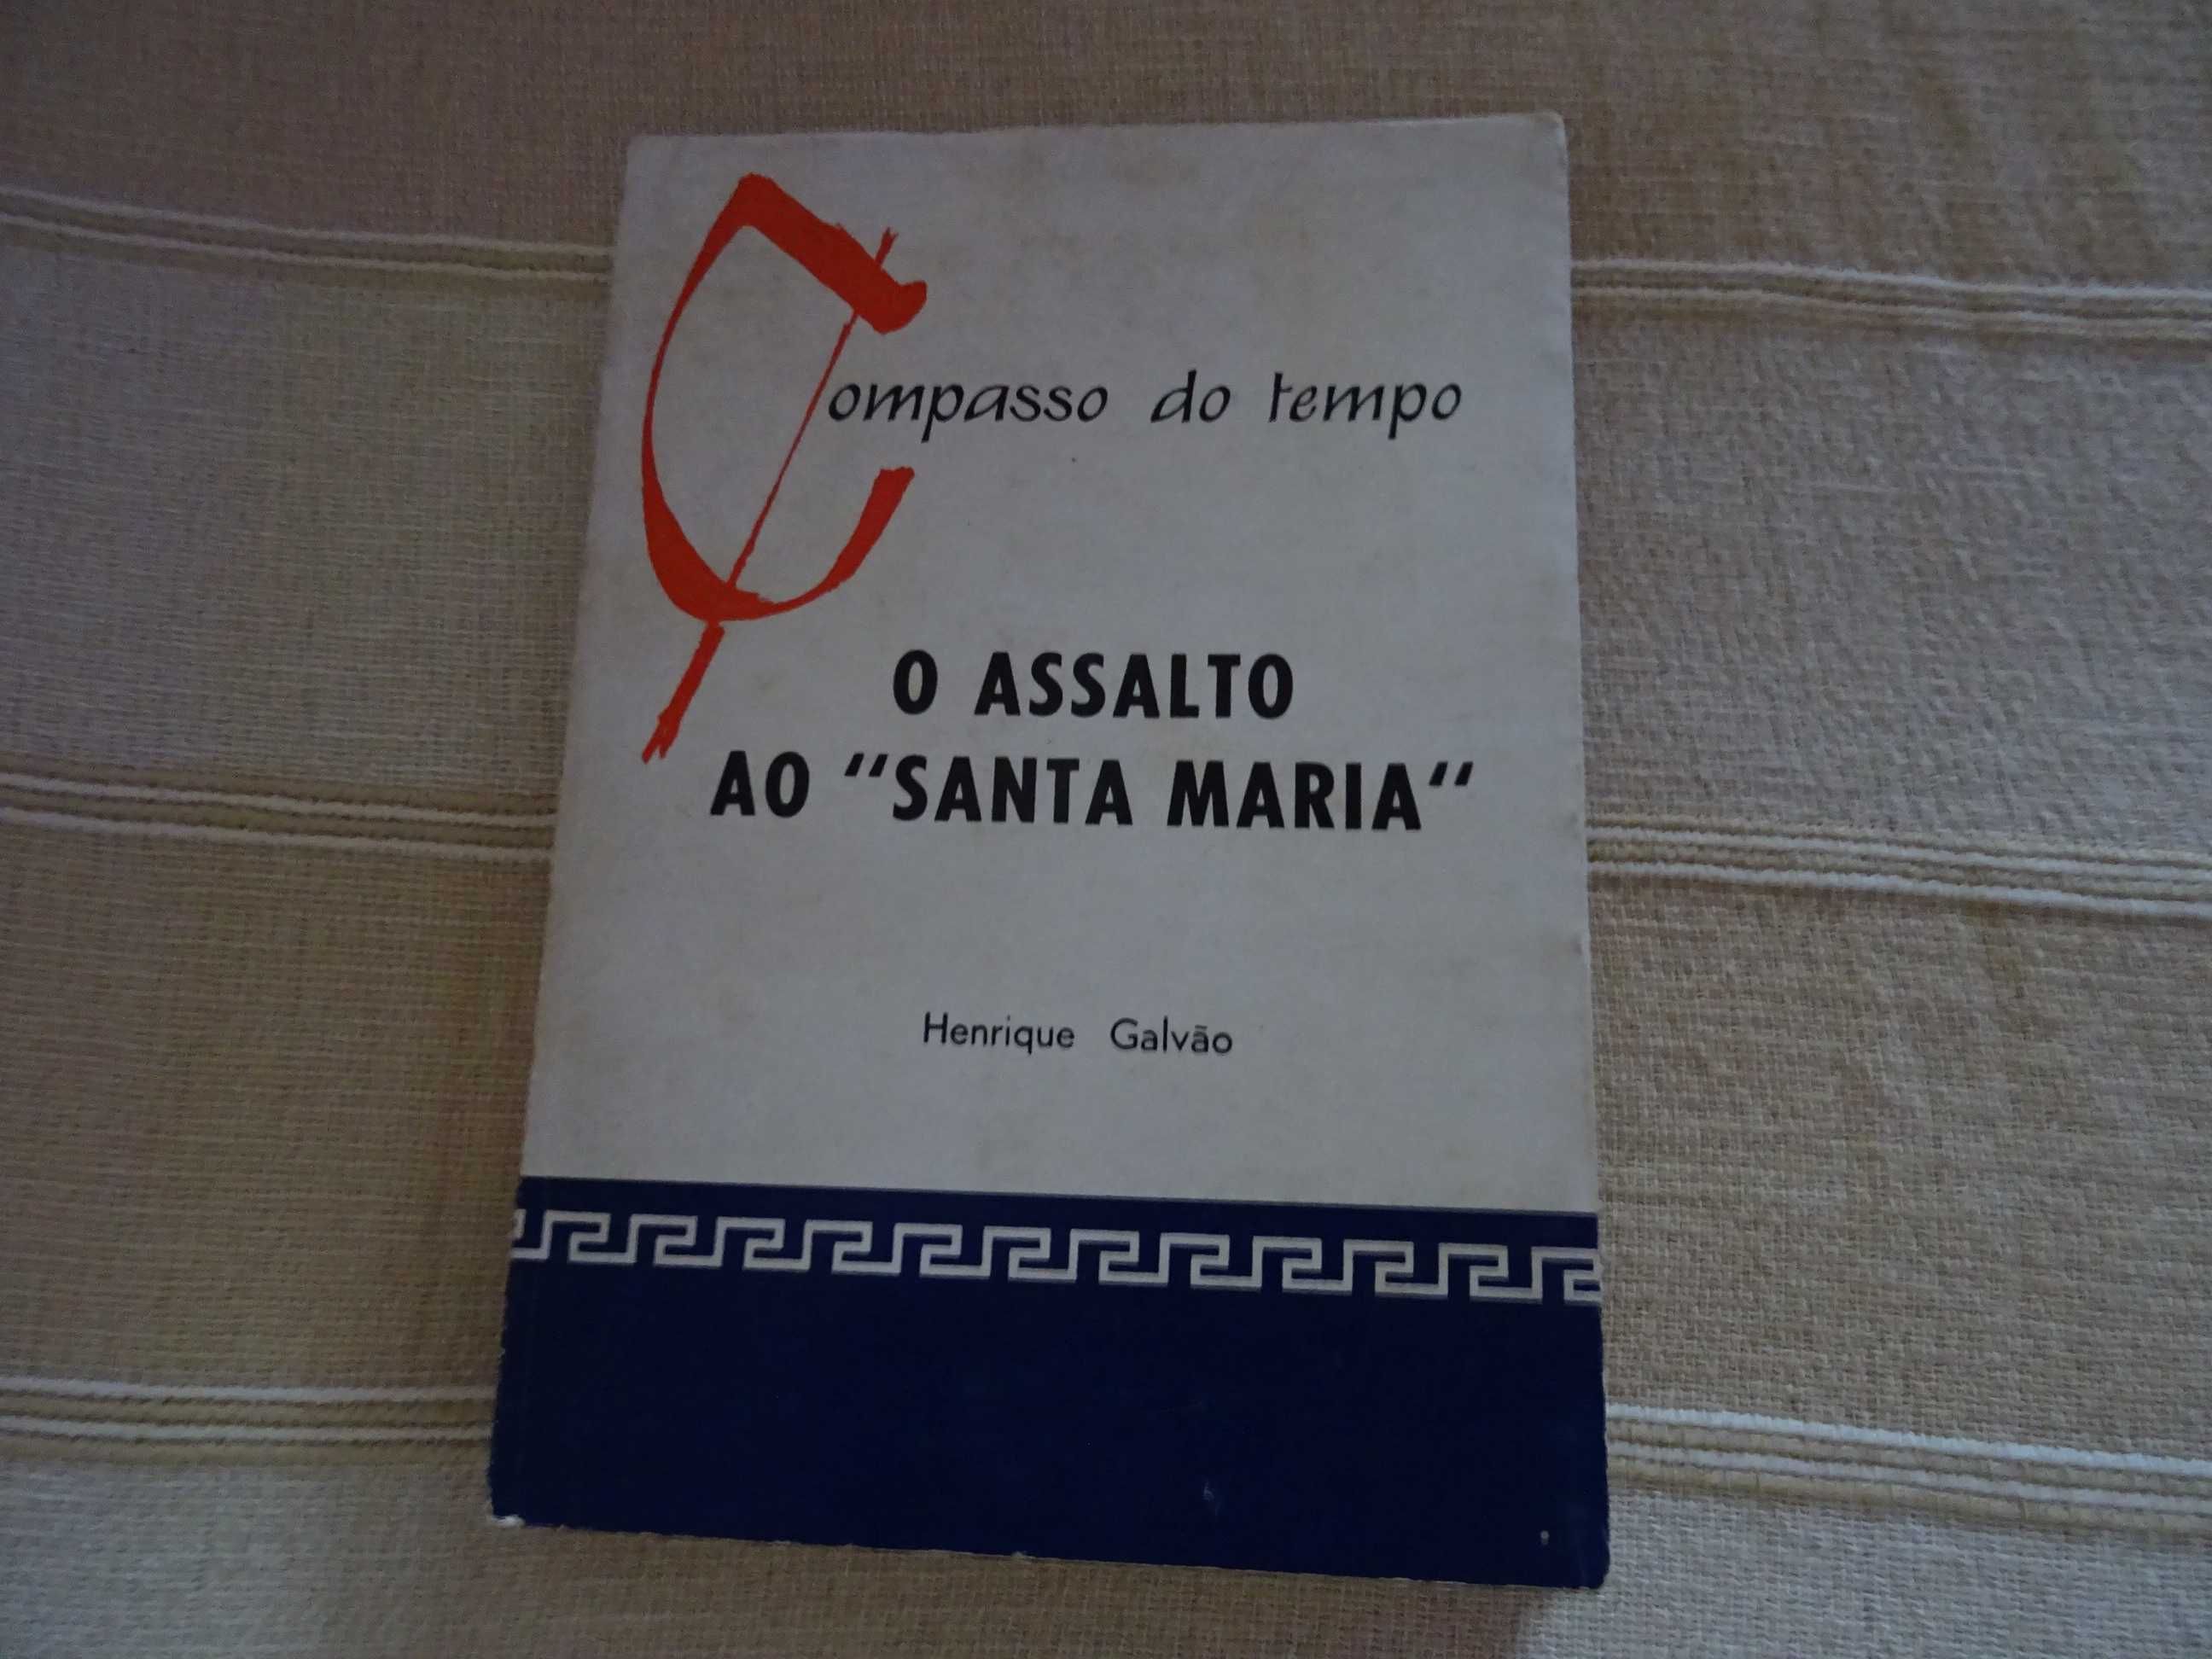 Compasso do tempo
O ASSALTO
AO "SANTA MARIA"
Henrique Galvão